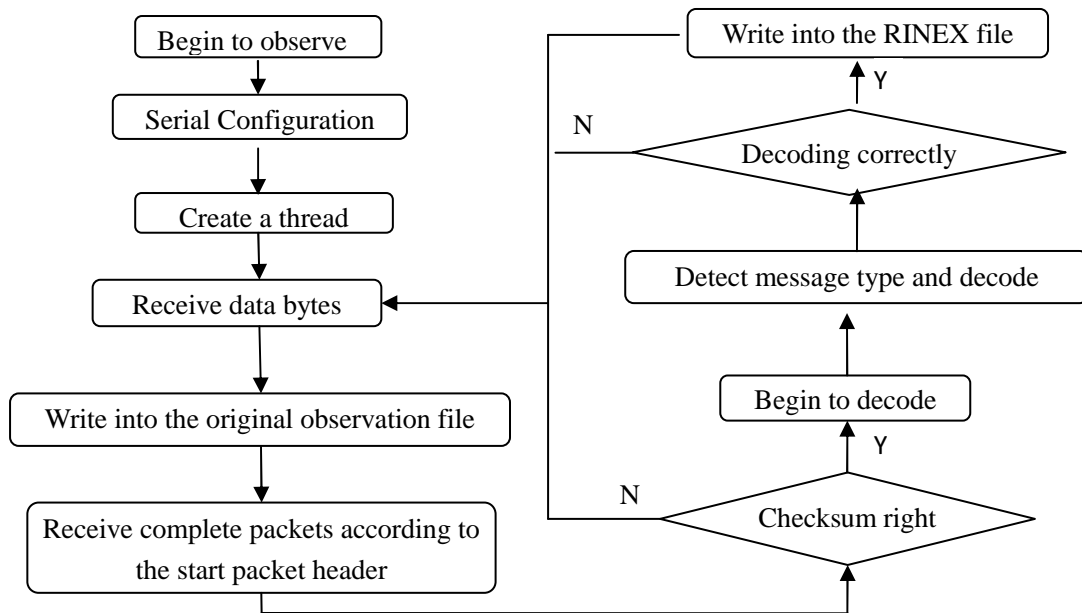 Begin to observe
Serial Configuration
Create a thread
Receive data bytes
Write into the original observation file
Receive complete packets according to
the start packet header
Write into the RINEX file
Y
N
Decoding correctly
Detect message type and decode
Begin to decode
Y
N
Checksum right